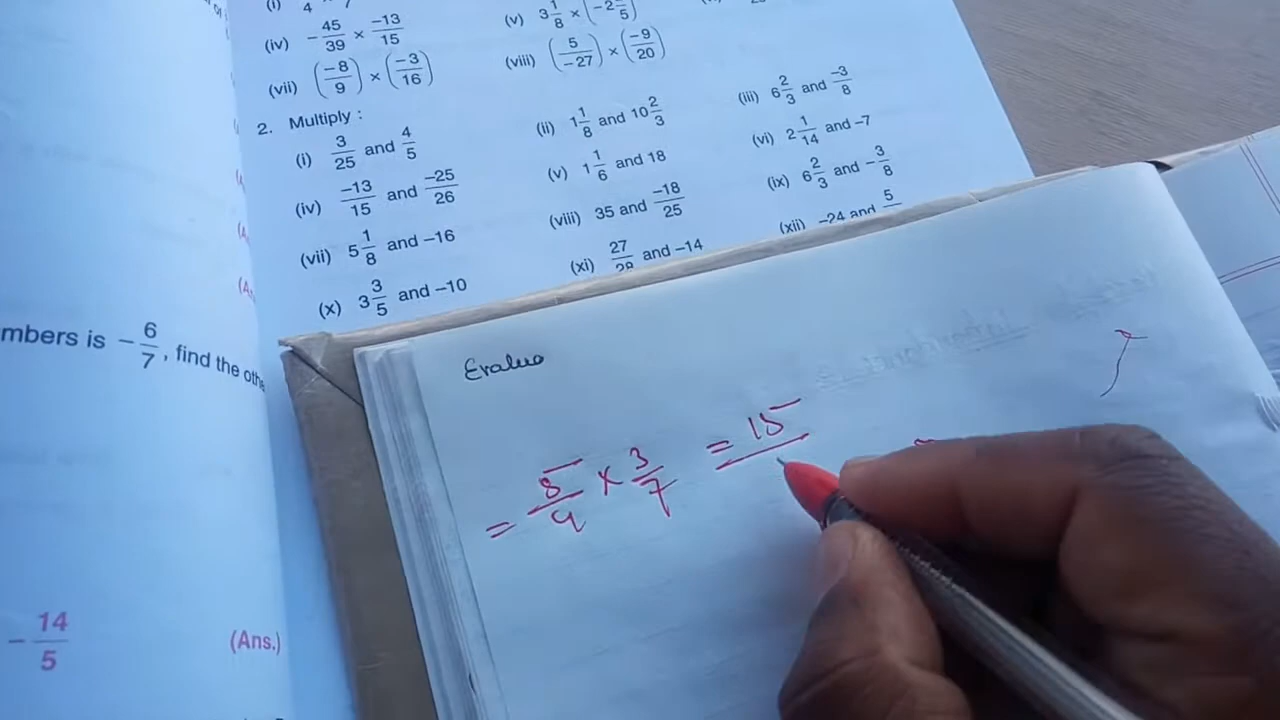 (iv) -45/39 × -13/15
(v) 3 1/8 ×
(vii) (-8/9) × (-3/16)
(viii) (5/-27) × (-9/20)
2. Multiply :
(i) 3/25 and 4/5
(ii) 1 1/8 and 10 2/3
(iii) 6 2/3 and -3/8
(iv) -13/15 and -25/26
(v) 1 1/6 and 18
(vi) 2 1/14 and -7
(vii) 5 1/8 and -16
(viii) 35 and -18/25
(ix) 6 2/3 and -3/8
(x) 3 3/5 and -10
(xi) 27/28 and -14
(xii) -24 and 5
mbers is -6/7, find the othe
-14/5 (Ans.)
Evalue
= 5/4 × 3/7 = 15